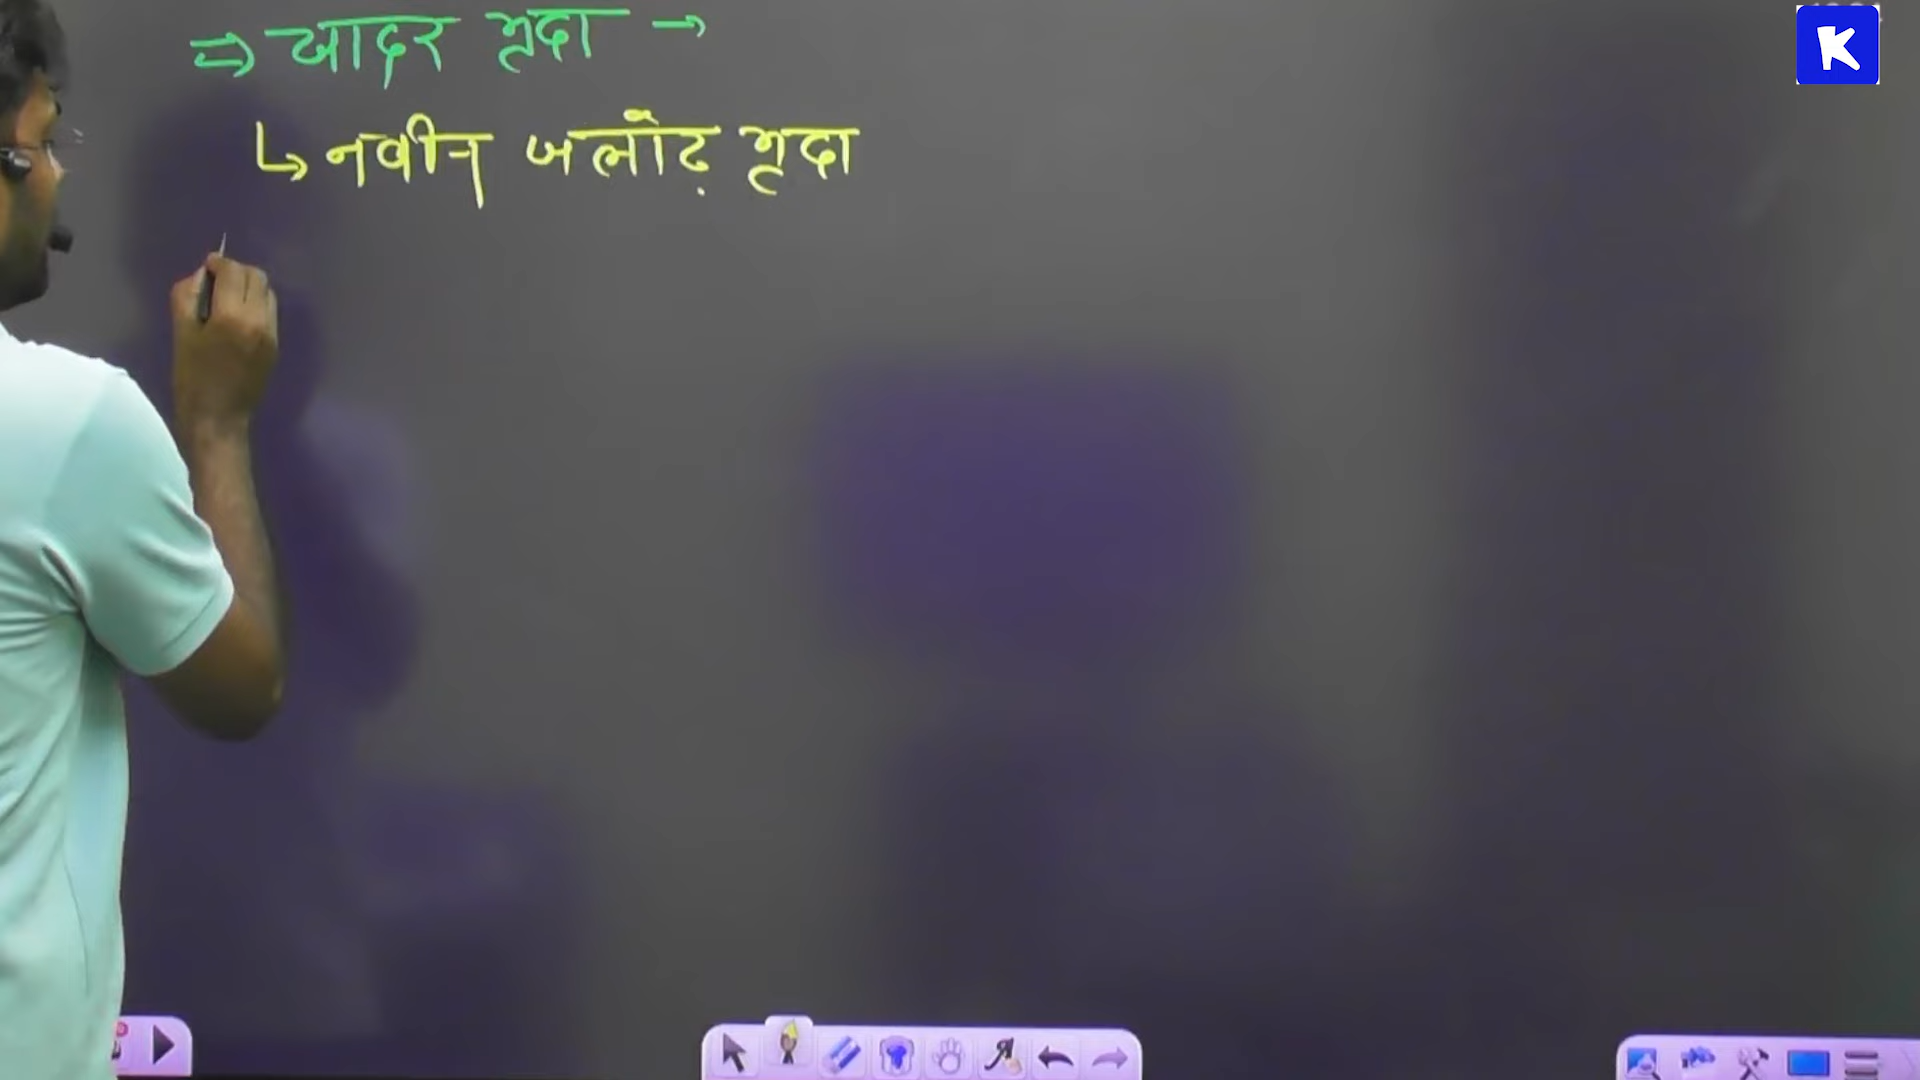 ⇒ चादर मृदा →
↳ नवीन जलोढ़ मृदा
K